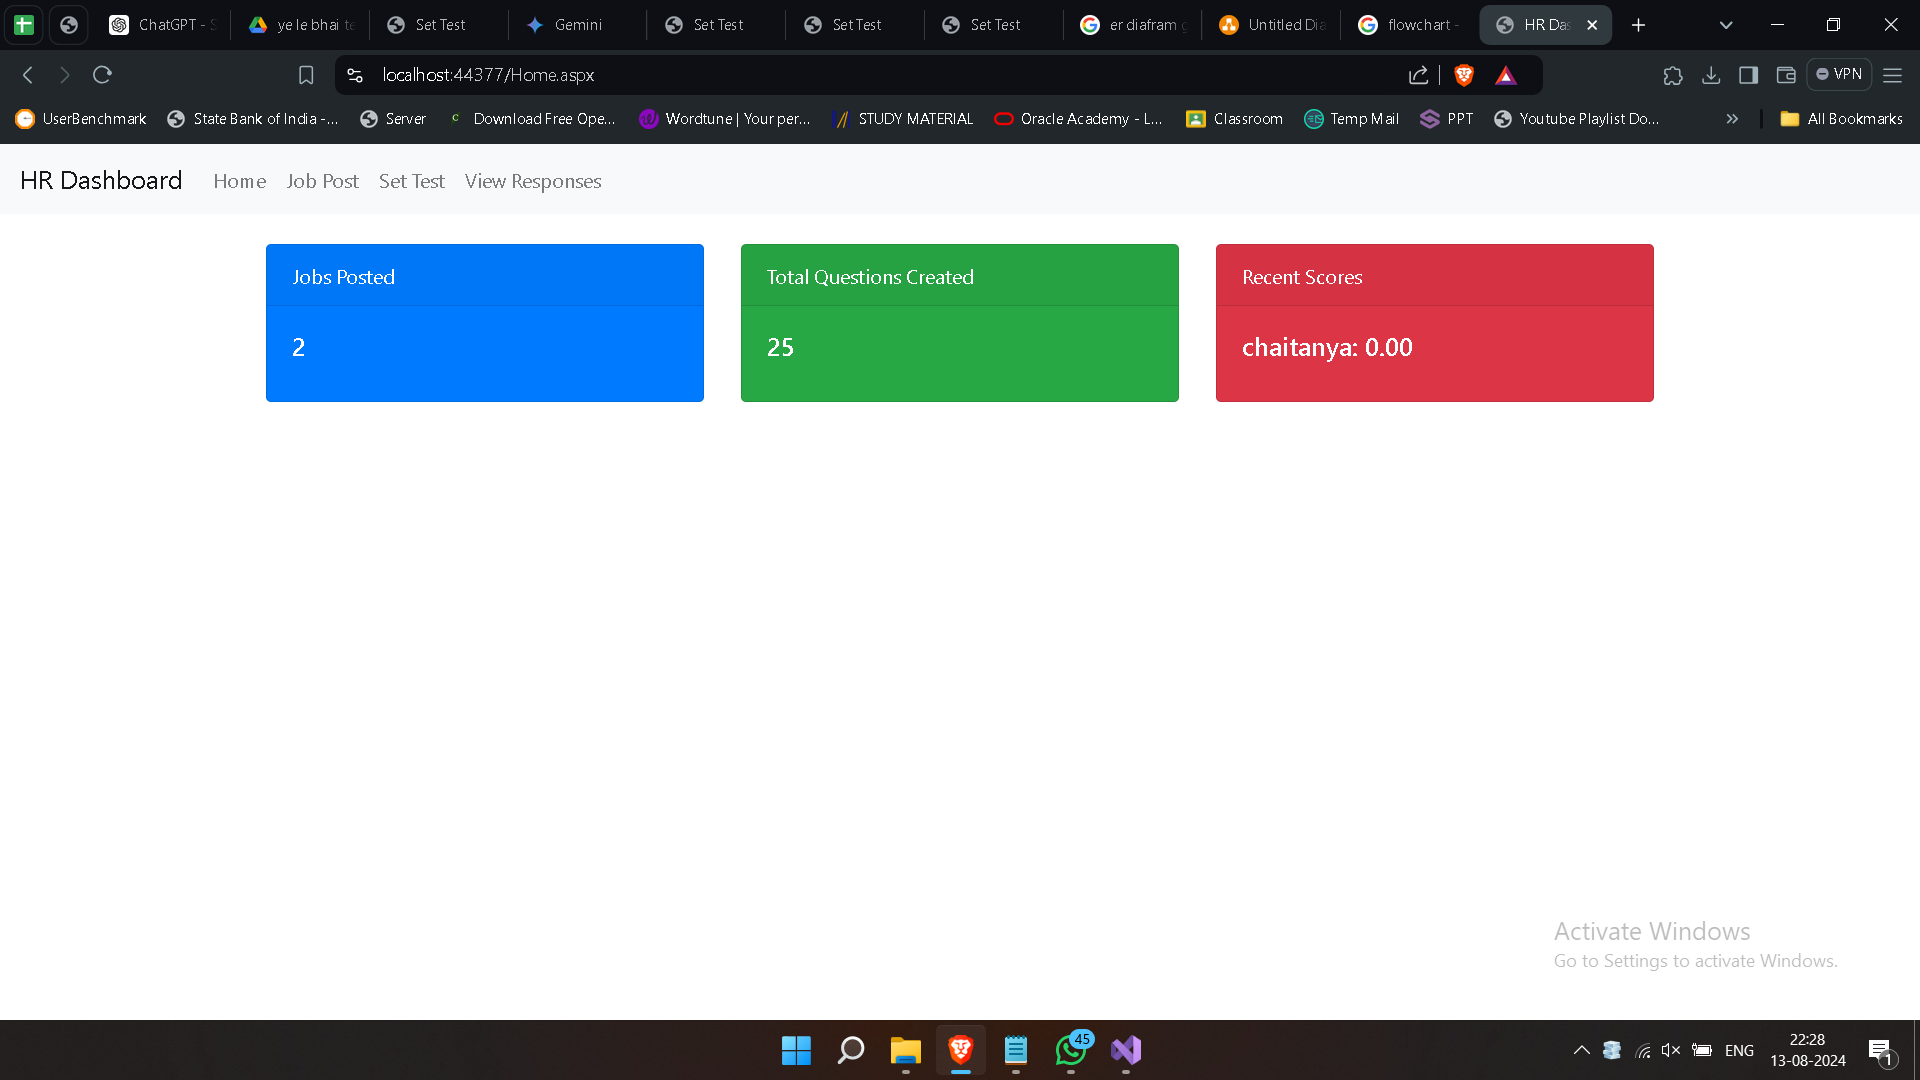 ChatGPT - S
ye le bhai te
Set Test
Gemini
Set Test
Set Test
Set Test
er diafram g
Untitled Dia
flowchart -
HR Das
localhost:44377/Home.aspx
VPN
UserBenchmark
State Bank of India -...
Server
Download Free Ope...
Wordtune | Your per...
STUDY MATERIAL
Oracle Academy - L...
Classroom
Temp Mail
PPT
Youtube Playlist Do...
All Bookmarks
HR Dashboard
Home
Job Post
Set Test
View Responses
Jobs Posted
2
Total Questions Created
25
Recent Scores
chaitanya: 0.00
Activate Windows
Go to Settings to activate Windows.
45
ENG
22:28
13-08-2024
1